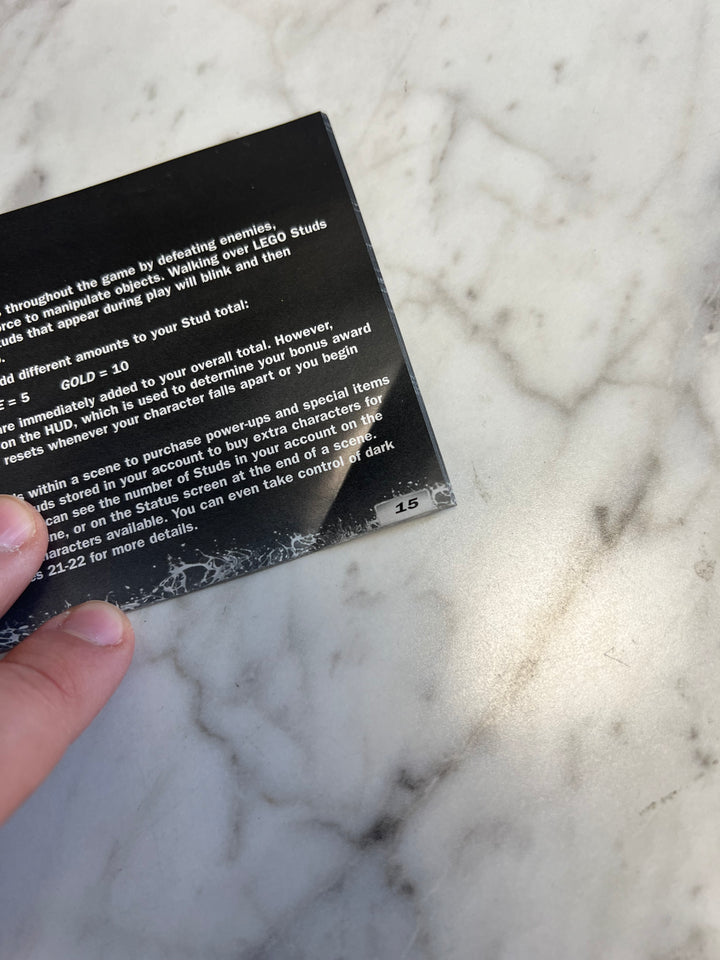 throughout the game by defeating enemies,
orce to manipulate objects. Walking over LEGO Studs
tuds that appear during play will blink and then
dd different amounts to your Stud total:
E = 5 GOLD = 10
re immediately added to your overall total. However,
on the HUD, which is used to determine your bonus award
resets whenever your character falls apart or you begin
s within a scene to purchase power-ups and special items
uds stored in your account to buy extra characters for
can see the number of Studs in your account on the
ne, or on the Status screen at the end of a scene.
haracters available. You can even take control of dark
es 21-22 for more details.
15